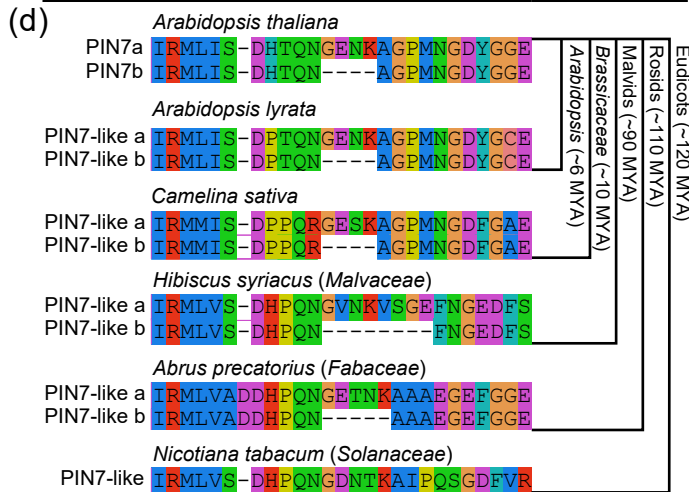 (d)
Arabidopsis thaliana
PIN7a IRMLIS-DHTQNGENKAGPMNGDYGGE
PIN7b IRMLIS-DHTQN----AGPMNGDYGGE
Arabidopsis lyrata
PIN7-like a IRMLIS-DPTQNGENKAGPMNGDYGCE
PIN7-like b IRMLIS-DPTQN----AGPMNGDYGCE
Camelina sativa
PIN7-like a IRMMIS-DPPQRGESKAGPMNGDFGAE
PIN7-like b IRMMIS-DPPQR----AGPMNGDFGAE
Hibiscus syriacus (Malvaceae)
PIN7-like a IRMLVS-DHPQNGVNKVSGEFNGEDFS
PIN7-like b IRMLVS-DHPQN--------FNGEDFS
Abrus precatorius (Fabaceae)
PIN7-like a IRMLVADDHPQNGETNKAAAEGEFGGE
PIN7-like b IRMLVADDHPQN-----AAAEGEFGGE
Nicotiana tabacum (Solanaceae)
PIN7-like IRMLVS-DHPQNGDNTKAIPQSGDFVR
Arabidopsis (~6 MYA)
Brassicaceae (~10 MYA)
Malvids (~90 MYA)
Rosids (~110 MYA)
Eudicots (~120 MYA)